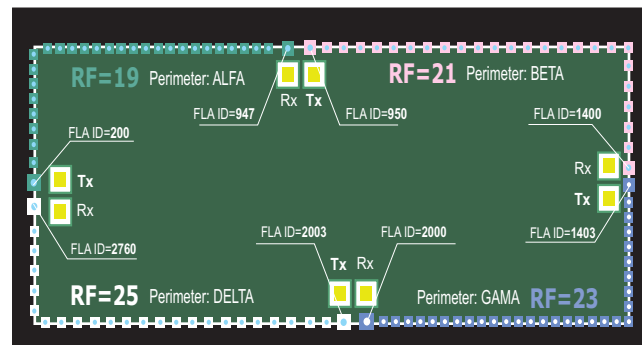 RF=19 Perimeter: ALFA
RF=21 Perimeter: BETA
Rx Tx
FLA ID=947
FLA ID=950
FLA ID=1400
FLA ID=200
Tx
Rx
Rx
Tx
FLA ID=2760
FLA ID=2003
FLA ID=2000
FLA ID=1403
Tx Rx
RF=25 Perimeter: DELTA
Perimeter: GAMA RF=23